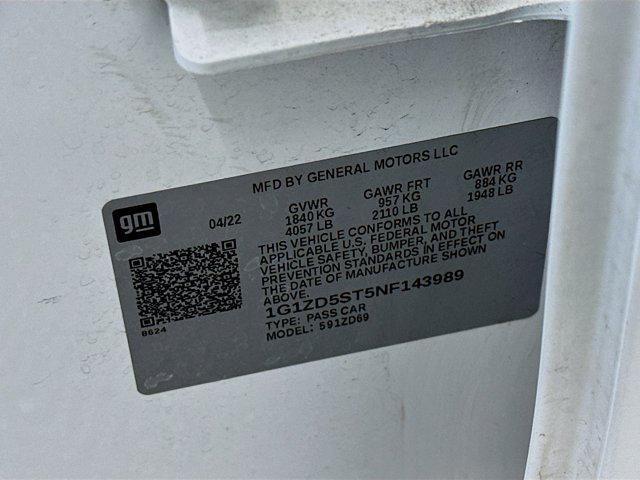 MFD BY GENERAL MOTORS LLC
gm
04/22
GVWR
1840 KG
4057 LB
GAWR FRT
957 KG
2110 LB
GAWR RR
884 KG
1948 LB
THIS VEHICLE CONFORMS TO ALL
APPLICABLE U.S. FEDERAL MOTOR
VEHICLE SAFETY, BUMPER, AND THEFT
PREVENTION STANDARDS IN EFFECT ON
THE DATE OF MANUFACTURE SHOWN
ABOVE.
1G1ZD5ST5NF143989
TYPE: PASS CAR
MODEL: 591ZD69
8624